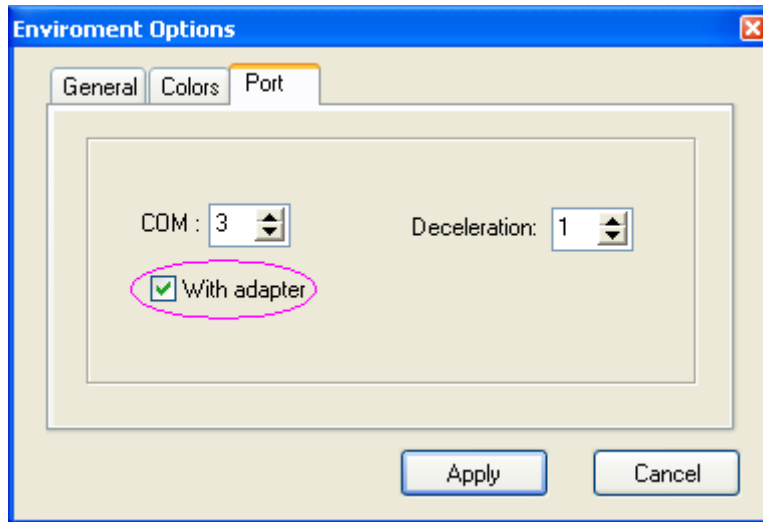 Enviroment Options
General Colors Port
COM : 3 Deceleration: 1
With adapter
Apply Cancel